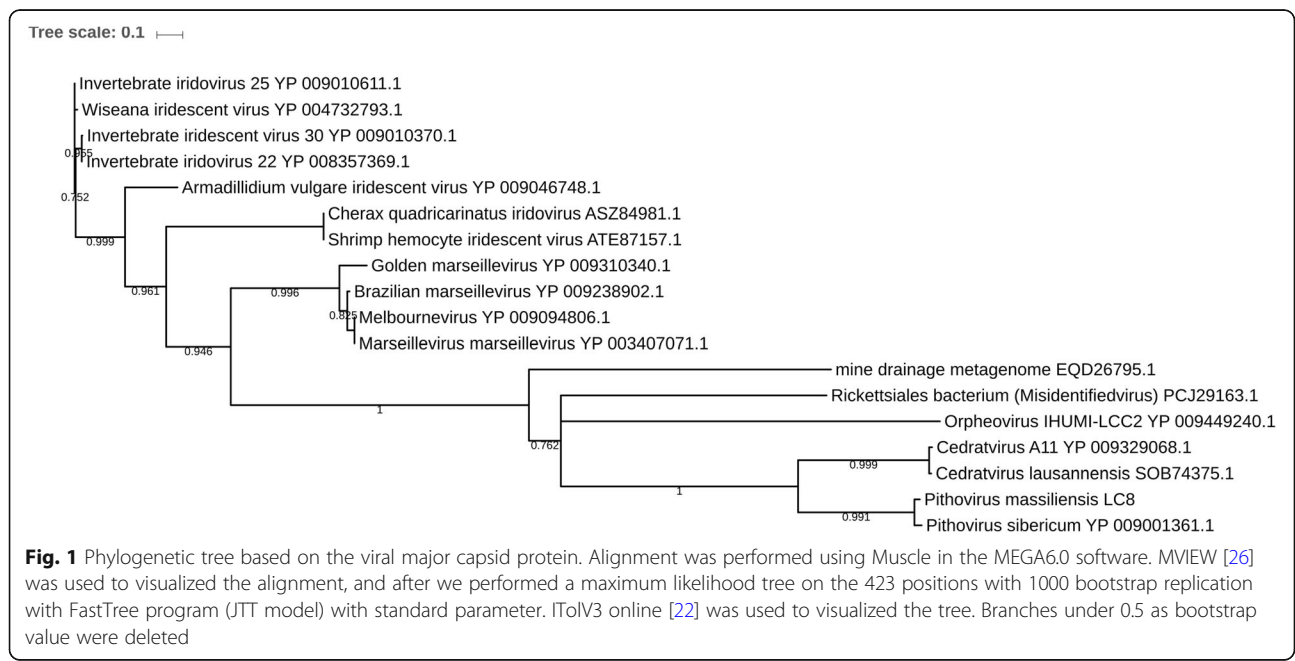 Tree scale: 0.1
Invertebrate iridovirus 25 YP 009010611.1
Wiseana iridescent virus YP 004732793.1
Invertebrate iridescent virus 30 YP 009010370.1
0.955
Invertebrate iridovirus 22 YP 008357369.1
Armadillidium vulgare iridescent virus YP 009046748.1
0.752
Cherax quadricarinatus iridovirus ASZ84981.1
0.999
Shrimp hemocyte iridescent virus ATE87157.1
Golden marseillevirus YP 009310340.1
0.961
0.996
Brazilian marseillevirus YP 009238902.1
0.825
Melbournevirus YP 009094806.1
0.946
Marseillevirus marseillevirus YP 003407071.1
mine drainage metagenome EQD26795.1
Rickettsiales bacterium (Misidentifiedvirus) PCJ29163.1
1
Orpheovirus IHUMI-LCC2 YP 009449240.1
0.762
Cedratvirus A11 YP 009329068.1
0.999
Cedratvirus lausannensis SOB74375.1
1
Pithovirus massiliensis LC8
0.991
Pithovirus sibericum YP 009001361.1
Fig. 1 Phylogenetic tree based on the viral major capsid protein. Alignment was performed using Muscle in the MEGA6.0 software. MVIEW [26]
was used to visualized the alignment, and after we performed a maximum likelihood tree on the 423 positions with 1000 bootstrap replication
with FastTree program (JTT model) with standard parameter. ITolV3 online [22] was used to visualized the tree. Branches under 0.5 as bootstrap
value were deleted